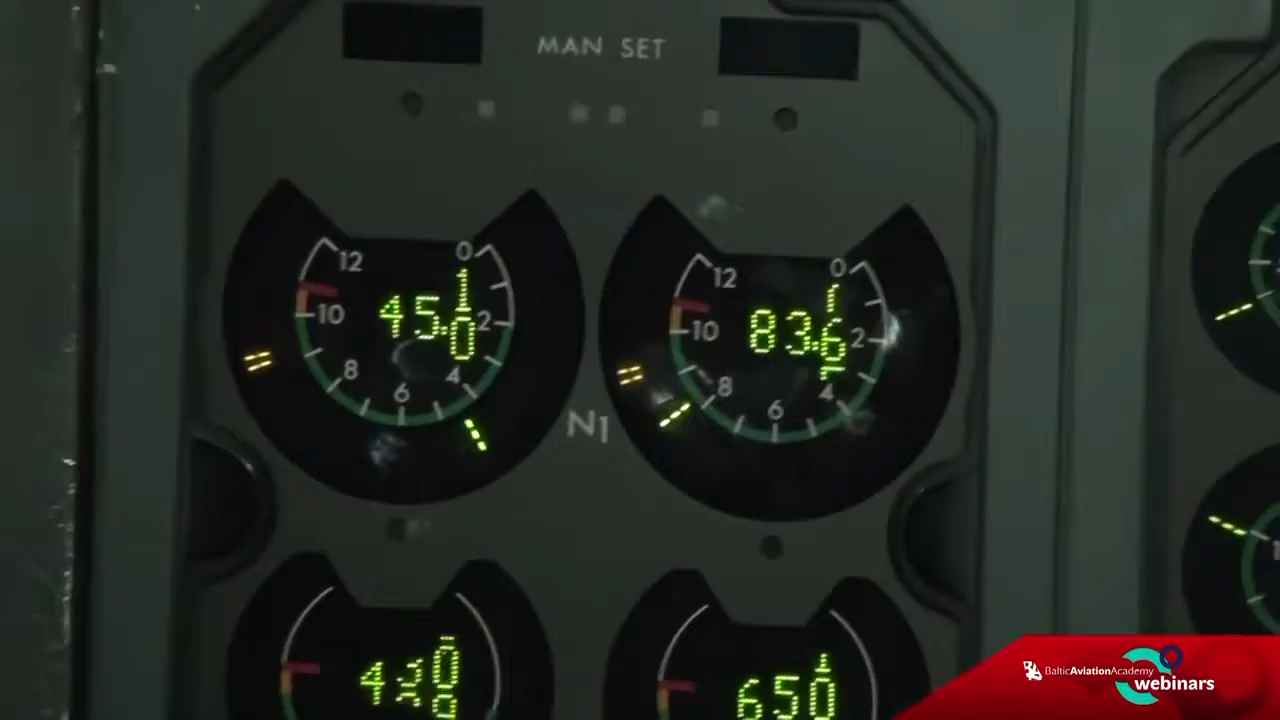 MAN SET
12 0
45.0
10 2
8 4
6
12 0
83.6
10 2
8 4
6
N1
650
BalticAviationAcademy
webinars